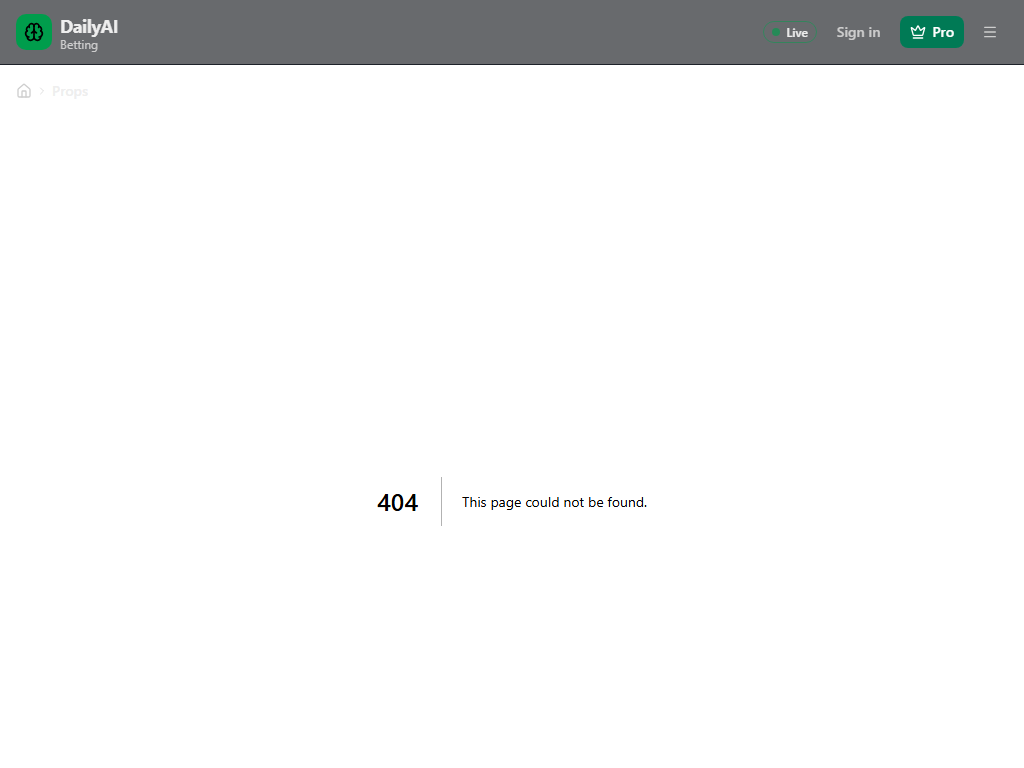 DailyAI
Betting
Live
Sign in
Pro
Props
404
This page could not be found.